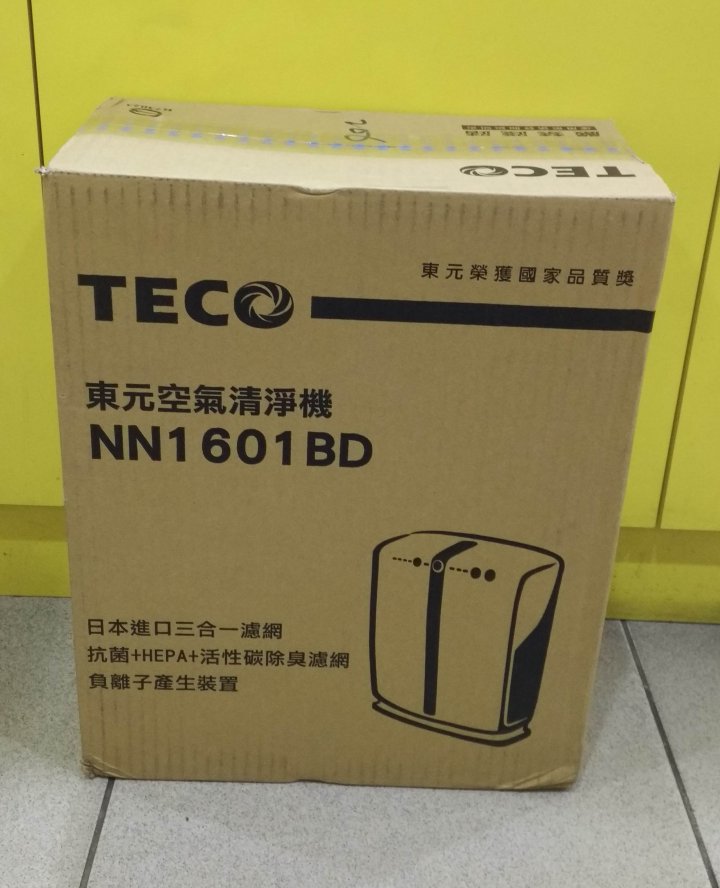 TECO
TECO
東元榮獲國家品質獎
東元空氣清淨機
NN1601BD
日本進口三合一濾網
抗菌+HEPA+活性碳除臭濾網
負離子產生裝置